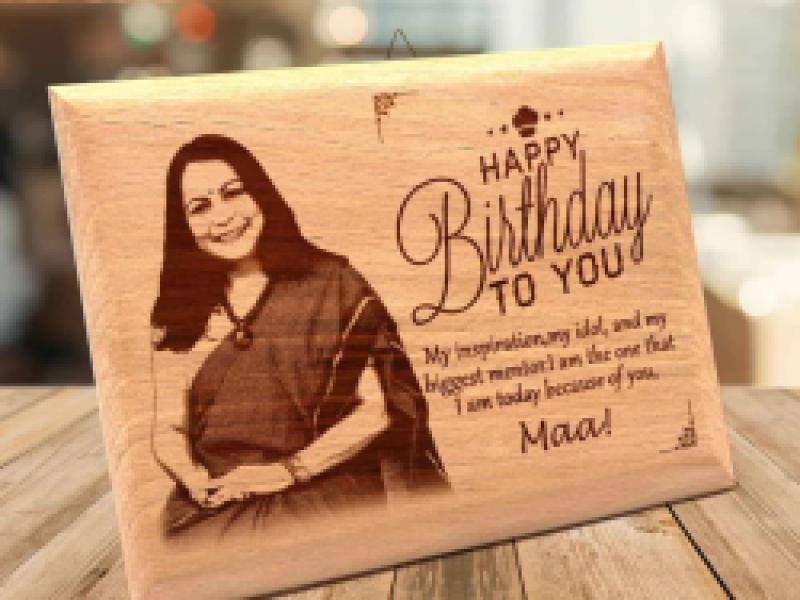 HAPPY
Birthday
TO YOU
My inspiration,my idol, and my
biggest mentor.I am the one that
I am today because of you.
Maa!